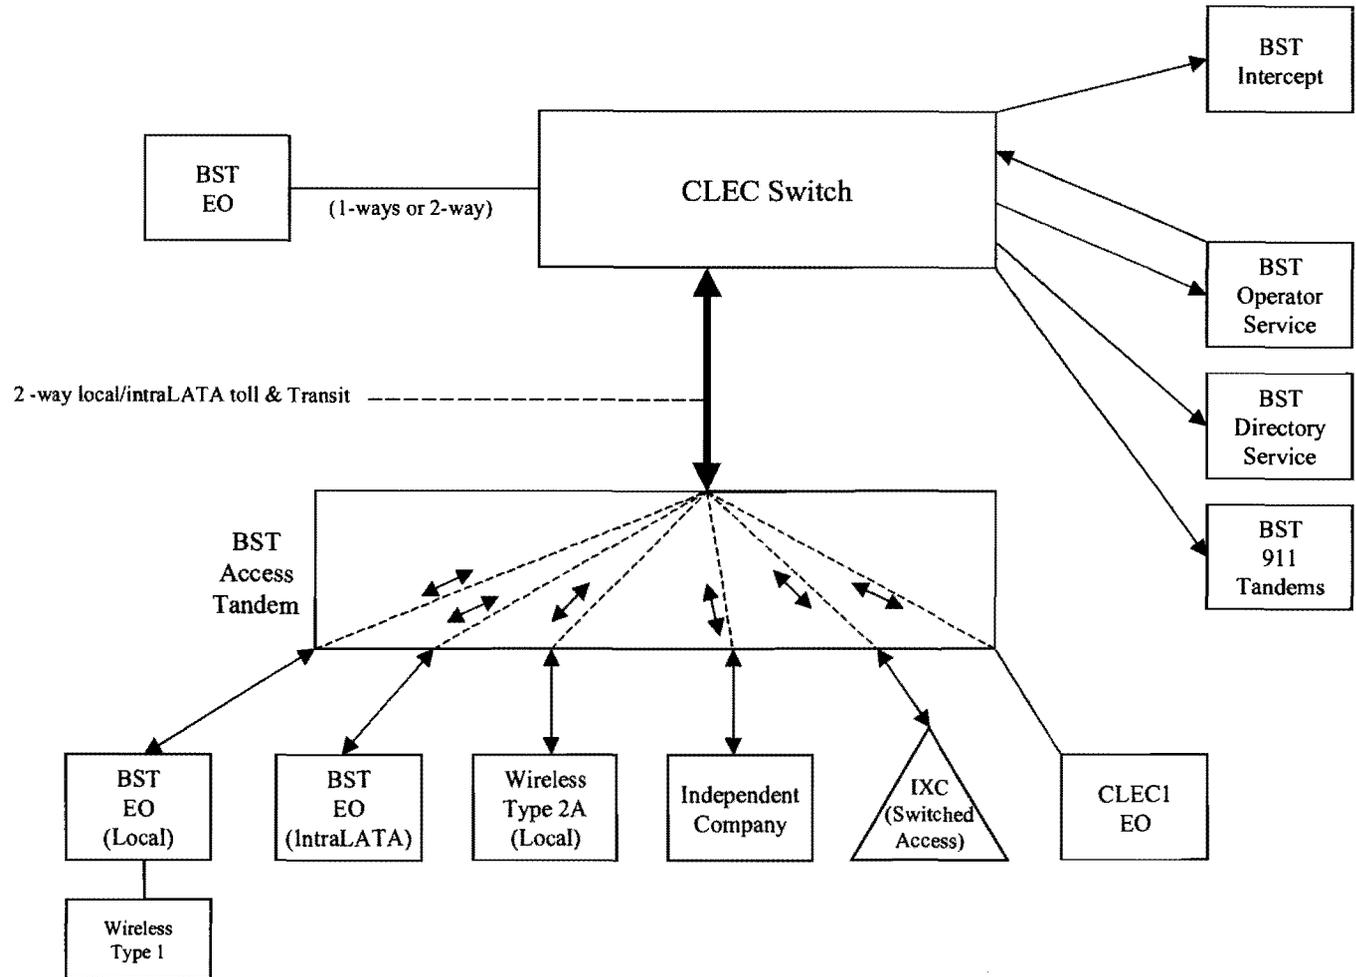 BST
Intercept
BST
EO
(1-ways or 2-way)
CLEC Switch
BST
Operator
Service
2 -way local/intraLATA toll & Transit
BST
Directory
Service
BST
911
Tandems
BST
Access
Tandem
BST
EO
(Local)
BST
EO
(IntraLATA)
Wireless
Type 2A
(Local)
Independent
Company
IXC
(Switched
Access)
CLEC1
EO
Wireless
Type 1